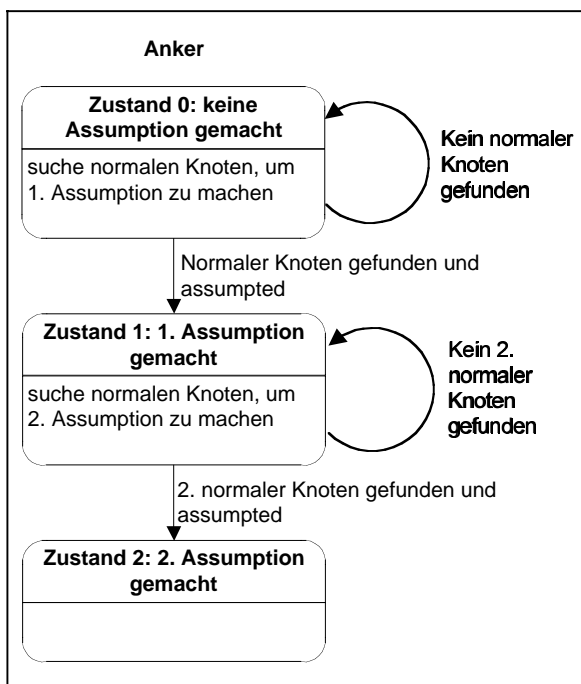 Anker
Zustand 0: keine
Assumption gemacht
suche normalen Knoten, um
1. Assumption zu machen
Kein normaler
Knoten
gefunden
Normaler Knoten gefunden und
assumpted
Zustand 1: 1. Assumption
gemacht
suche normalen Knoten, um
2. Assumption zu machen
Kein 2.
normaler
Knoten
gefunden
2. normaler Knoten gefunden und
assumpted
Zustand 2: 2. Assumption
gemacht